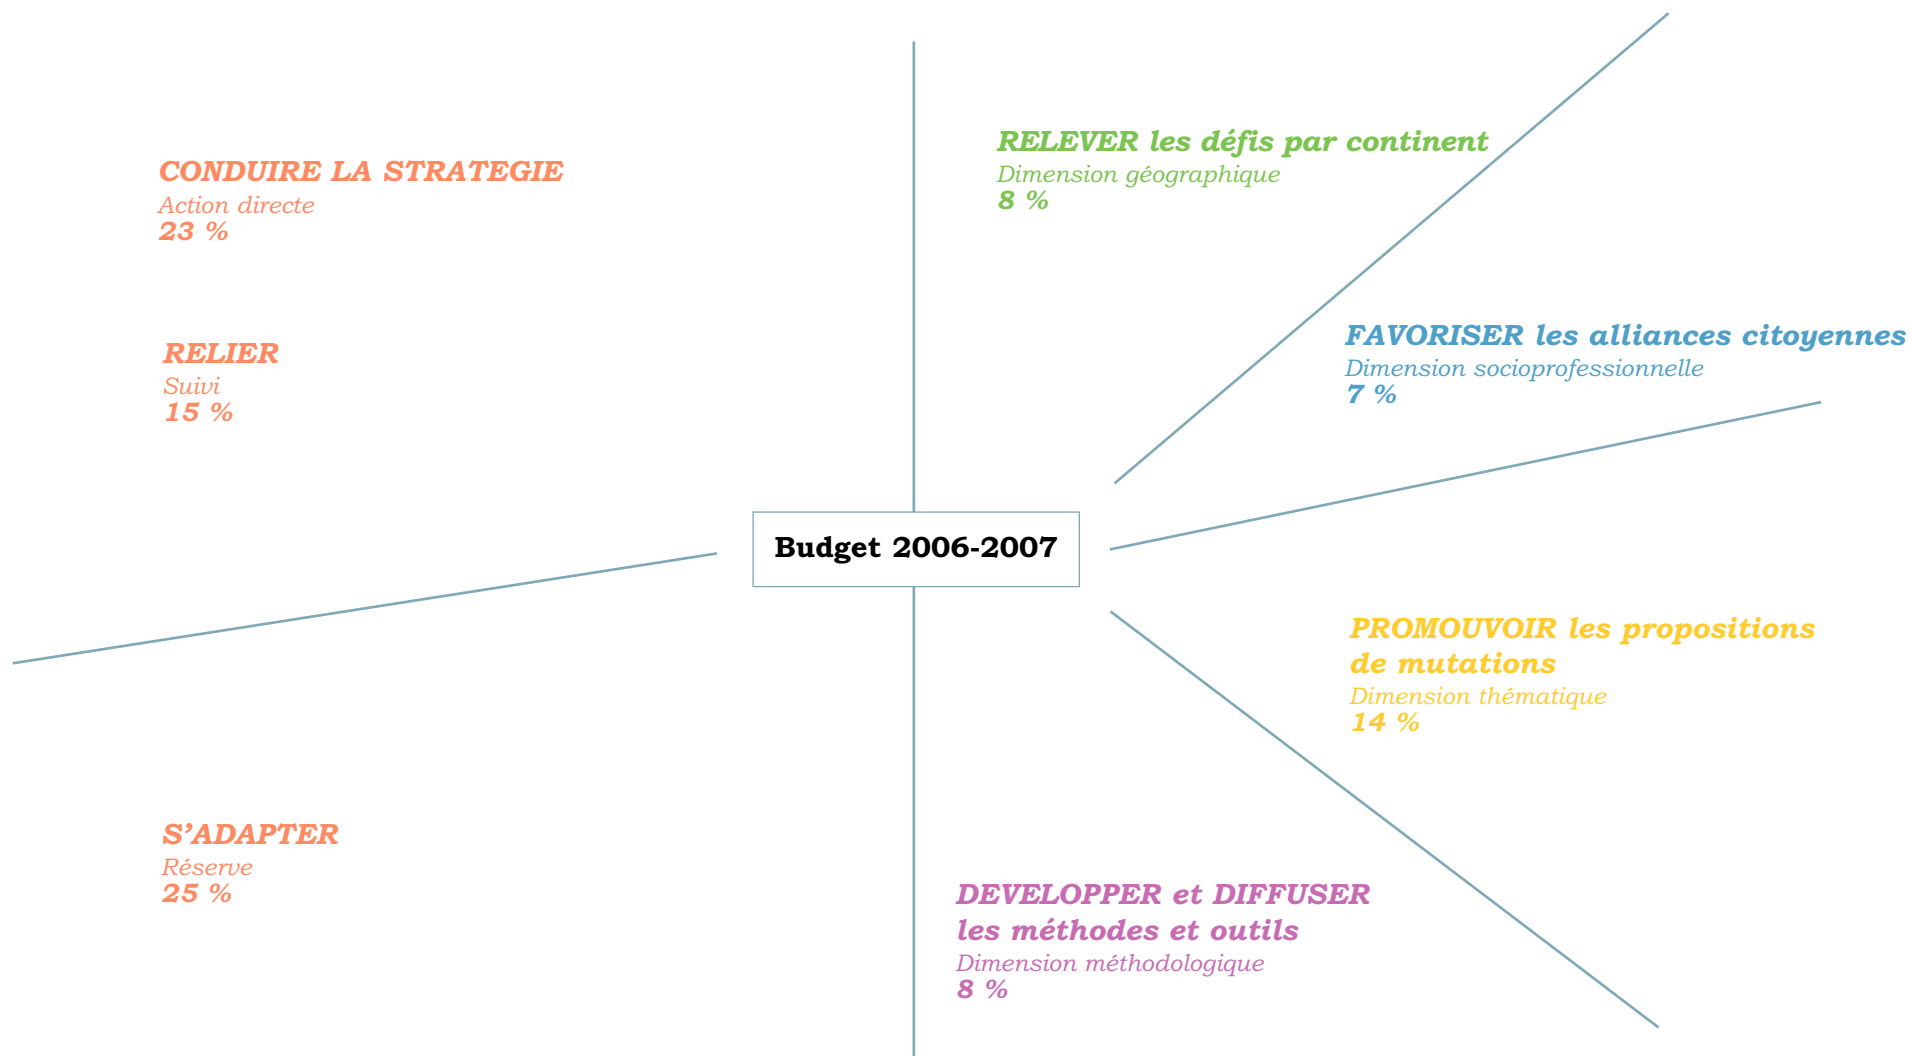 CONDUIRE LA STRATEGIE
Action directe
23 %
RELIER
Suivi
15 %
S’ADAPTER
Réserve
25 %
Budget 2006-2007
RELEVER les défis par continent
Dimension géographique
8 %
FAVORISER les alliances citoyennes
Dimension socioprofessionnelle
7 %
PROMOUVOIR les propositions
de mutations
Dimension thématique
14 %
DEVELOPPER et DIFFUSER
les méthodes et outils
Dimension méthodologique
8 %